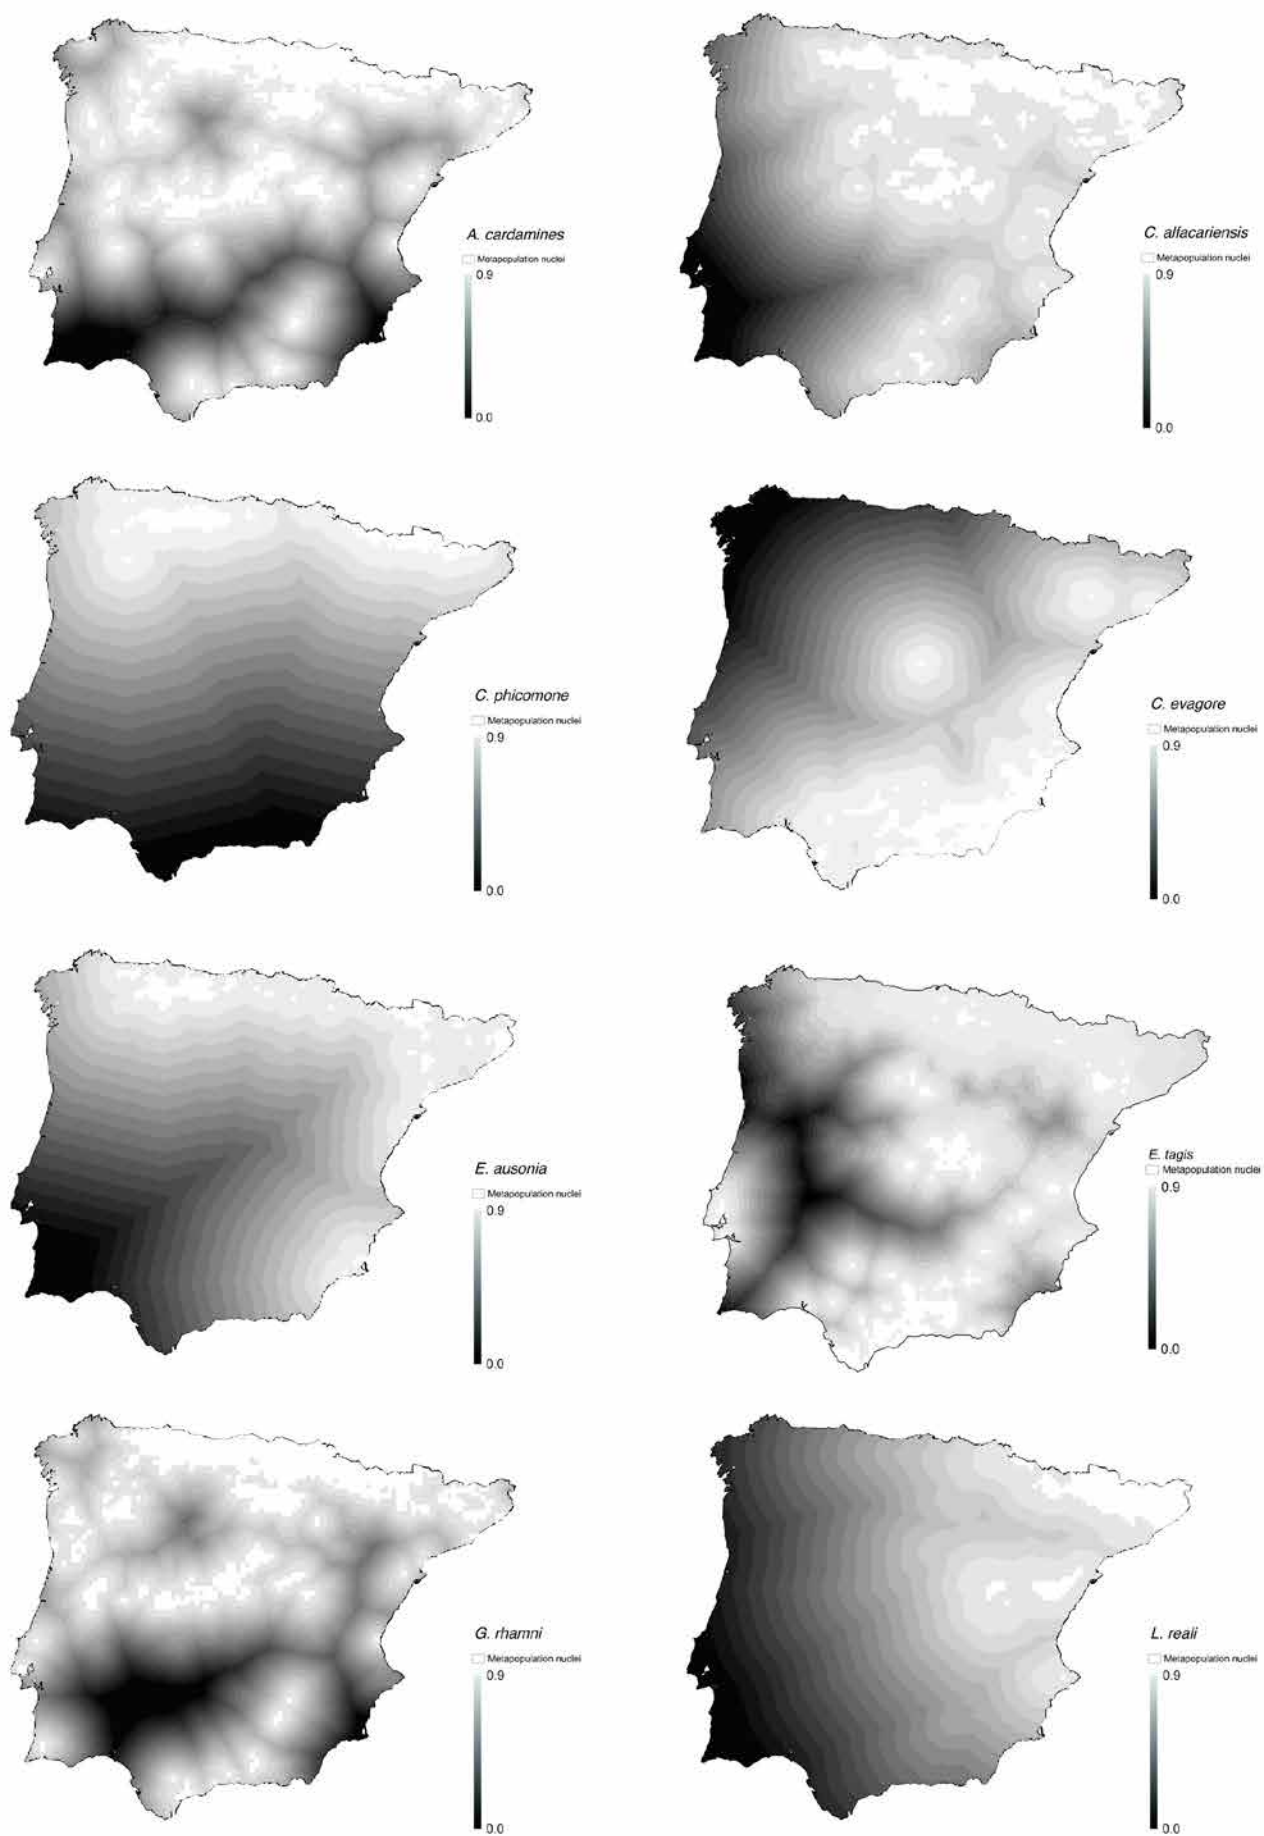 A. cardamines
Metapopulation nuclei
0.9
0.0
C. alfacariensis
Metapopulation nuclei
0.9
0.0
C. phicomone
Metapopulation nuclei
0.9
0.0
C. evagore
Metapopulation nuclei
0.9
0.0
E. ausonia
Metapopulation nuclei
0.9
0.0
E. tagis
Metapopulation nuclei
0.9
0.0
G. rhamni
Metapopulation nuclei
0.9
0.0
L. reali
Metapopulation nuclei
0.9
0.0